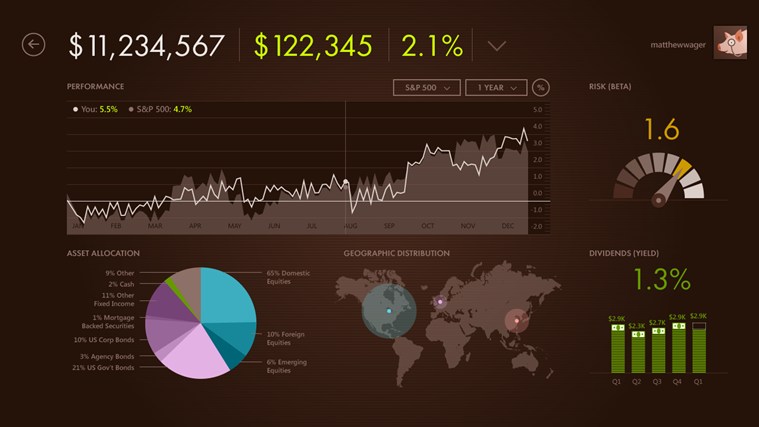 $11,234,567 $122,345 2.1%
matthewwager
PERFORMANCE
S&P 500
1 YEAR
%
RISK (BETA)
You: 5.5%
S&P 500: 4.7%
5.0
4.0
3.0
2.0
1.0
0.0
-1.0
-2.0
JAN FEB MAR APR MAY JUN JUL AUG SEP OCT NOV DEC
1.6
ASSET ALLOCATION
9% Other
2% Cash
11% Other
Fixed Income
1% Mortgage
Backed Securities
10% US Corp Bonds
3% Agency Bonds
21% US Gov't Bonds
65% Domestic
Equities
10% Foreign
Equities
6% Emerging
Equities
GEOGRAPHIC DISTRIBUTION
DIVIDENDS (YIELD)
1.3%
$2.9K $2.3K $2.7K $2.9K $2.9K
Q1 Q2 Q3 Q4 Q1